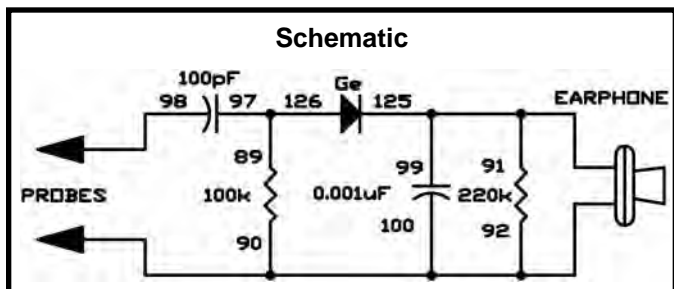 Schematic
100pF
Ge
98 97 126 125
EARPHONE
89 99 91
PROBES 100k 0.001uF 220k
90 100 92